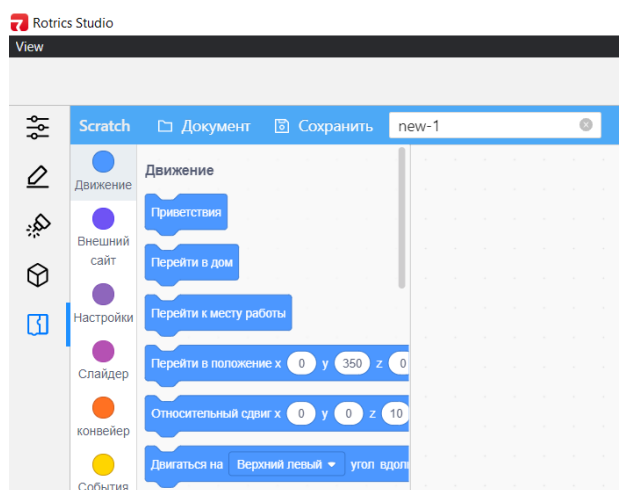 Rotrics Studio
View
Scratch Документ Сохранить new-1
Движение
Внешний сайт
Настройки
Слайдер
конвейер
События
Движение
Приветствия
Перейти в дом
Перейти к месту работы
Перейти в положение x 0 y 350 z 0
Относительный сдвиг x 0 y 0 z 10
Двигаться на Верхний левый угол